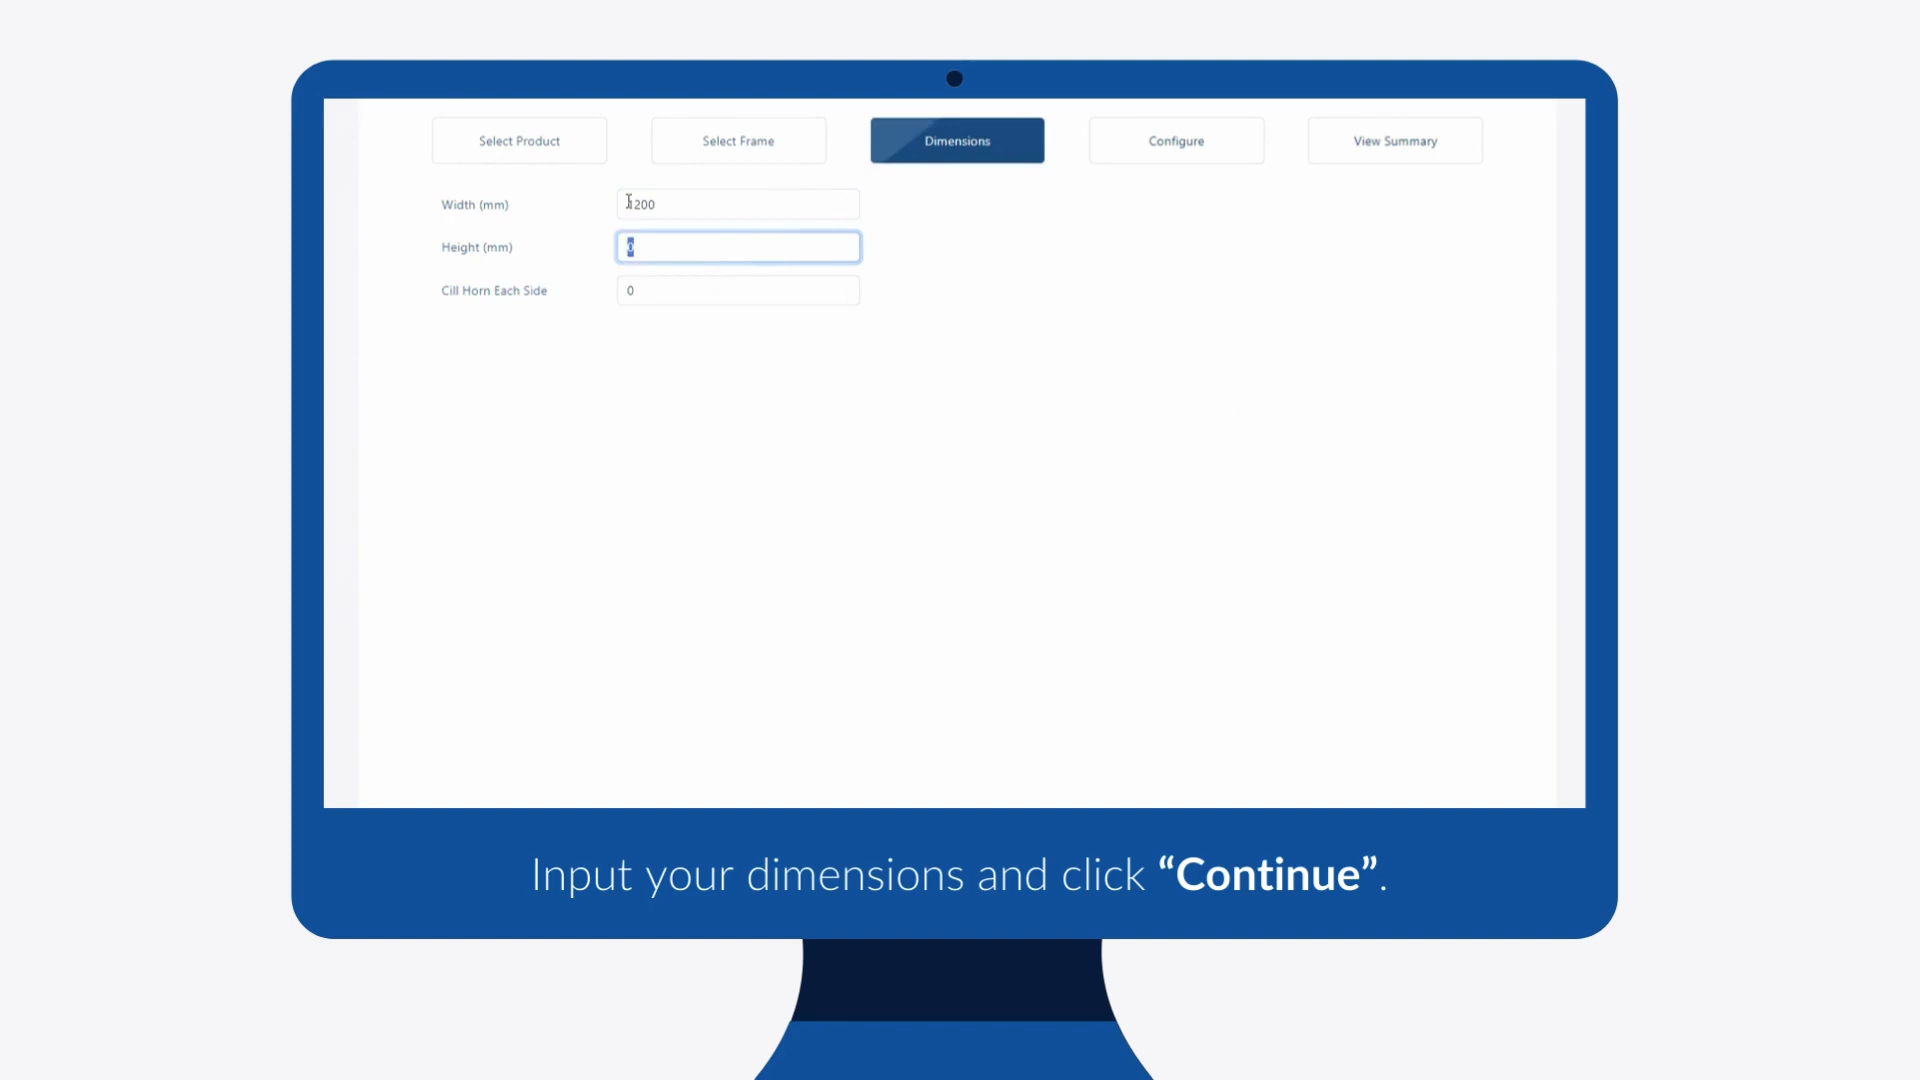 Select Product Select Frame Dimensions Configure View Summary
Width (mm) 1200
Height (mm) 0
Cill Horn Each Side 0
Input your dimensions and click “Continue”.